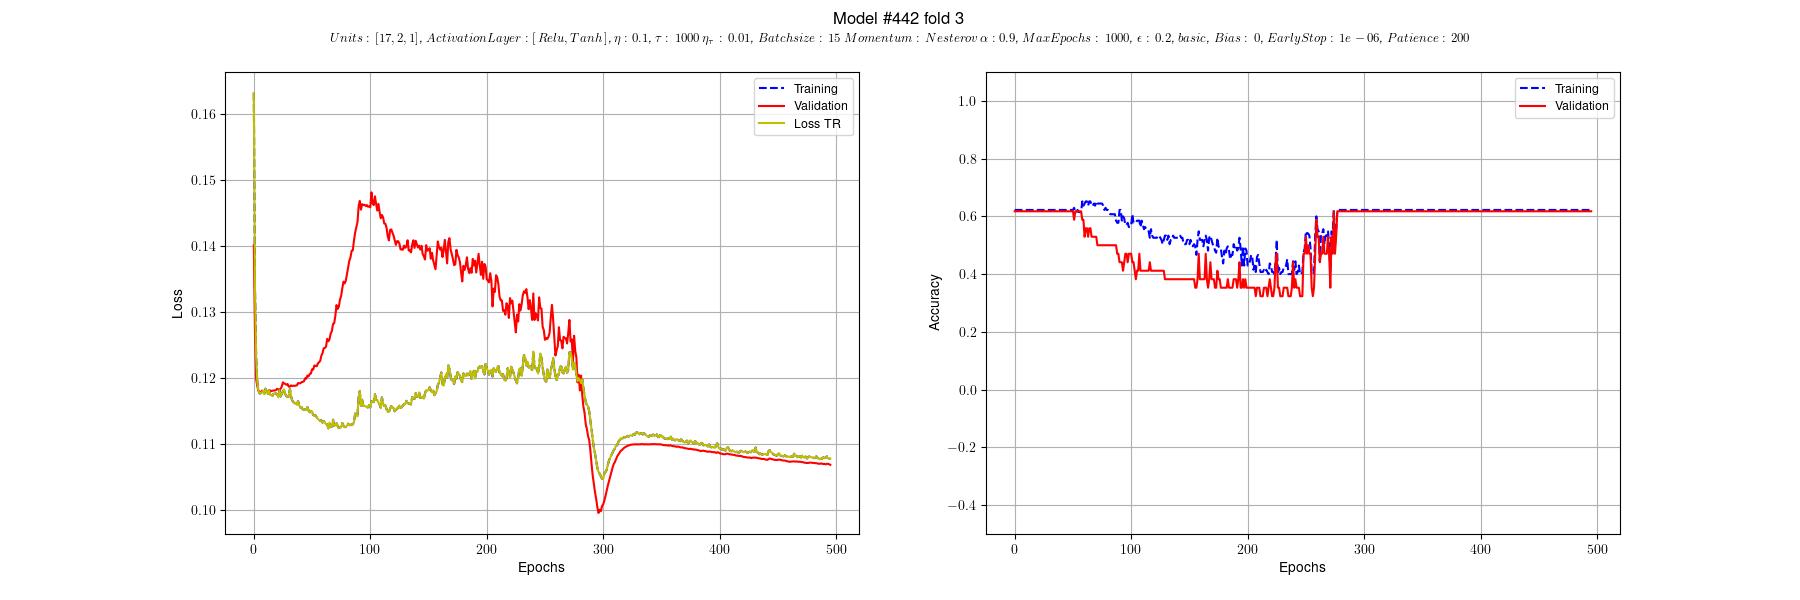 Model #442 fold 3
Units : [17, 2, 1], ActivationLayer : [Relu, Tanh], η : 0.1, τ : 1000 ητ : 0.01, Batchsize : 15 Momentum : Nesterov α : 0.9, MaxEpochs : 1000, ϵ : 0.2, basic, Bias : 0, EarlyStop : 1e − 06, Patience : 200
Training
Validation
Loss TR
0.16
0.15
0.14
0.13
0.12
0.11
0.10
Loss
0 100 200 300 400 500
Epochs
Training
Validation
1.0
0.8
0.6
0.4
0.2
0.0
−0.2
−0.4
Accuracy
0 100 200 300 400 500
Epochs